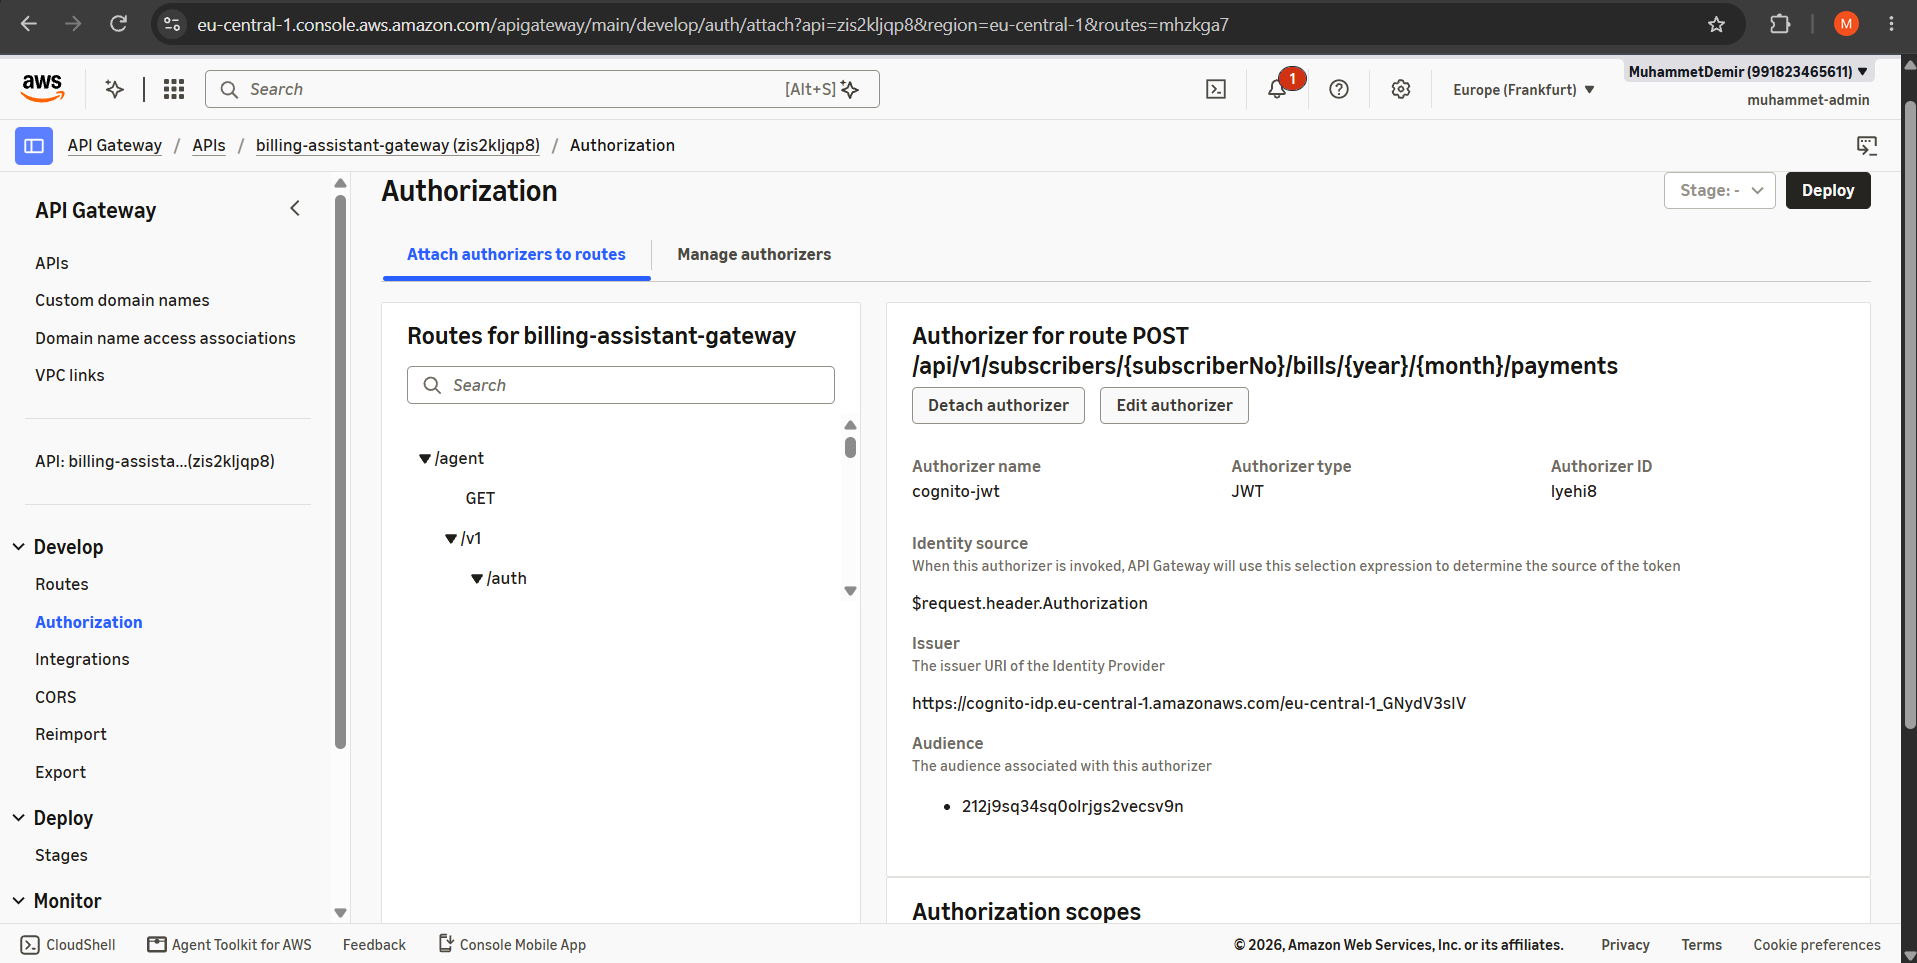 eu-central-1.console.aws.amazon.com/apigateway/main/develop/auth/attach?api=zis2kljqp8&region=eu-central-1&routes=mhzkga7
M
aws
Search
[Alt+S]
1
Europe (Frankfurt)
MuhammetDemir (991823465611)
muhammet-admin
API Gateway / APIs / billing-assistant-gateway (zis2kljqp8) / Authorization
API Gateway
APIs
Custom domain names
Domain name access associations
VPC links
API: billing-assista...(zis2kljqp8)
Develop
Routes
Authorization
Integrations
CORS
Reimport
Export
Deploy
Stages
Monitor
Authorization
Stage: -
Deploy
Attach authorizers to routes
Manage authorizers
Routes for billing-assistant-gateway
Search
/agent
GET
/v1
/auth
Authorizer for route POST
/api/v1/subscribers/{subscriberNo}/bills/{year}/{month}/payments
Detach authorizer
Edit authorizer
Authorizer name
cognito-jwt
Authorizer type
JWT
Authorizer ID
lyehi8
Identity source
When this authorizer is invoked, API Gateway will use this selection expression to determine the source of the token
$request.header.Authorization
Issuer
The issuer URI of the Identity Provider
https://cognito-idp.eu-central-1.amazonaws.com/eu-central-1_GNydV3slV
Audience
The audience associated with this authorizer
212j9sq34sq0olrjgs2vecsv9n
Authorization scopes
CloudShell
Agent Toolkit for AWS
Feedback
Console Mobile App
© 2026, Amazon Web Services, Inc. or its affiliates.
Privacy
Terms
Cookie preferences